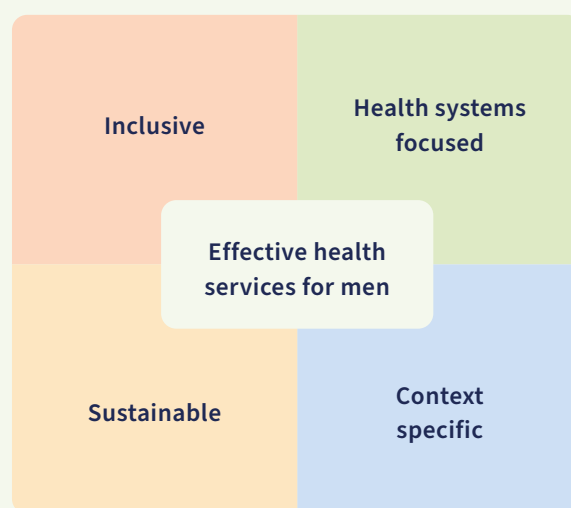 Inclusive
Health systems
focused
Effective health
services for men
Sustainable
Context
specific